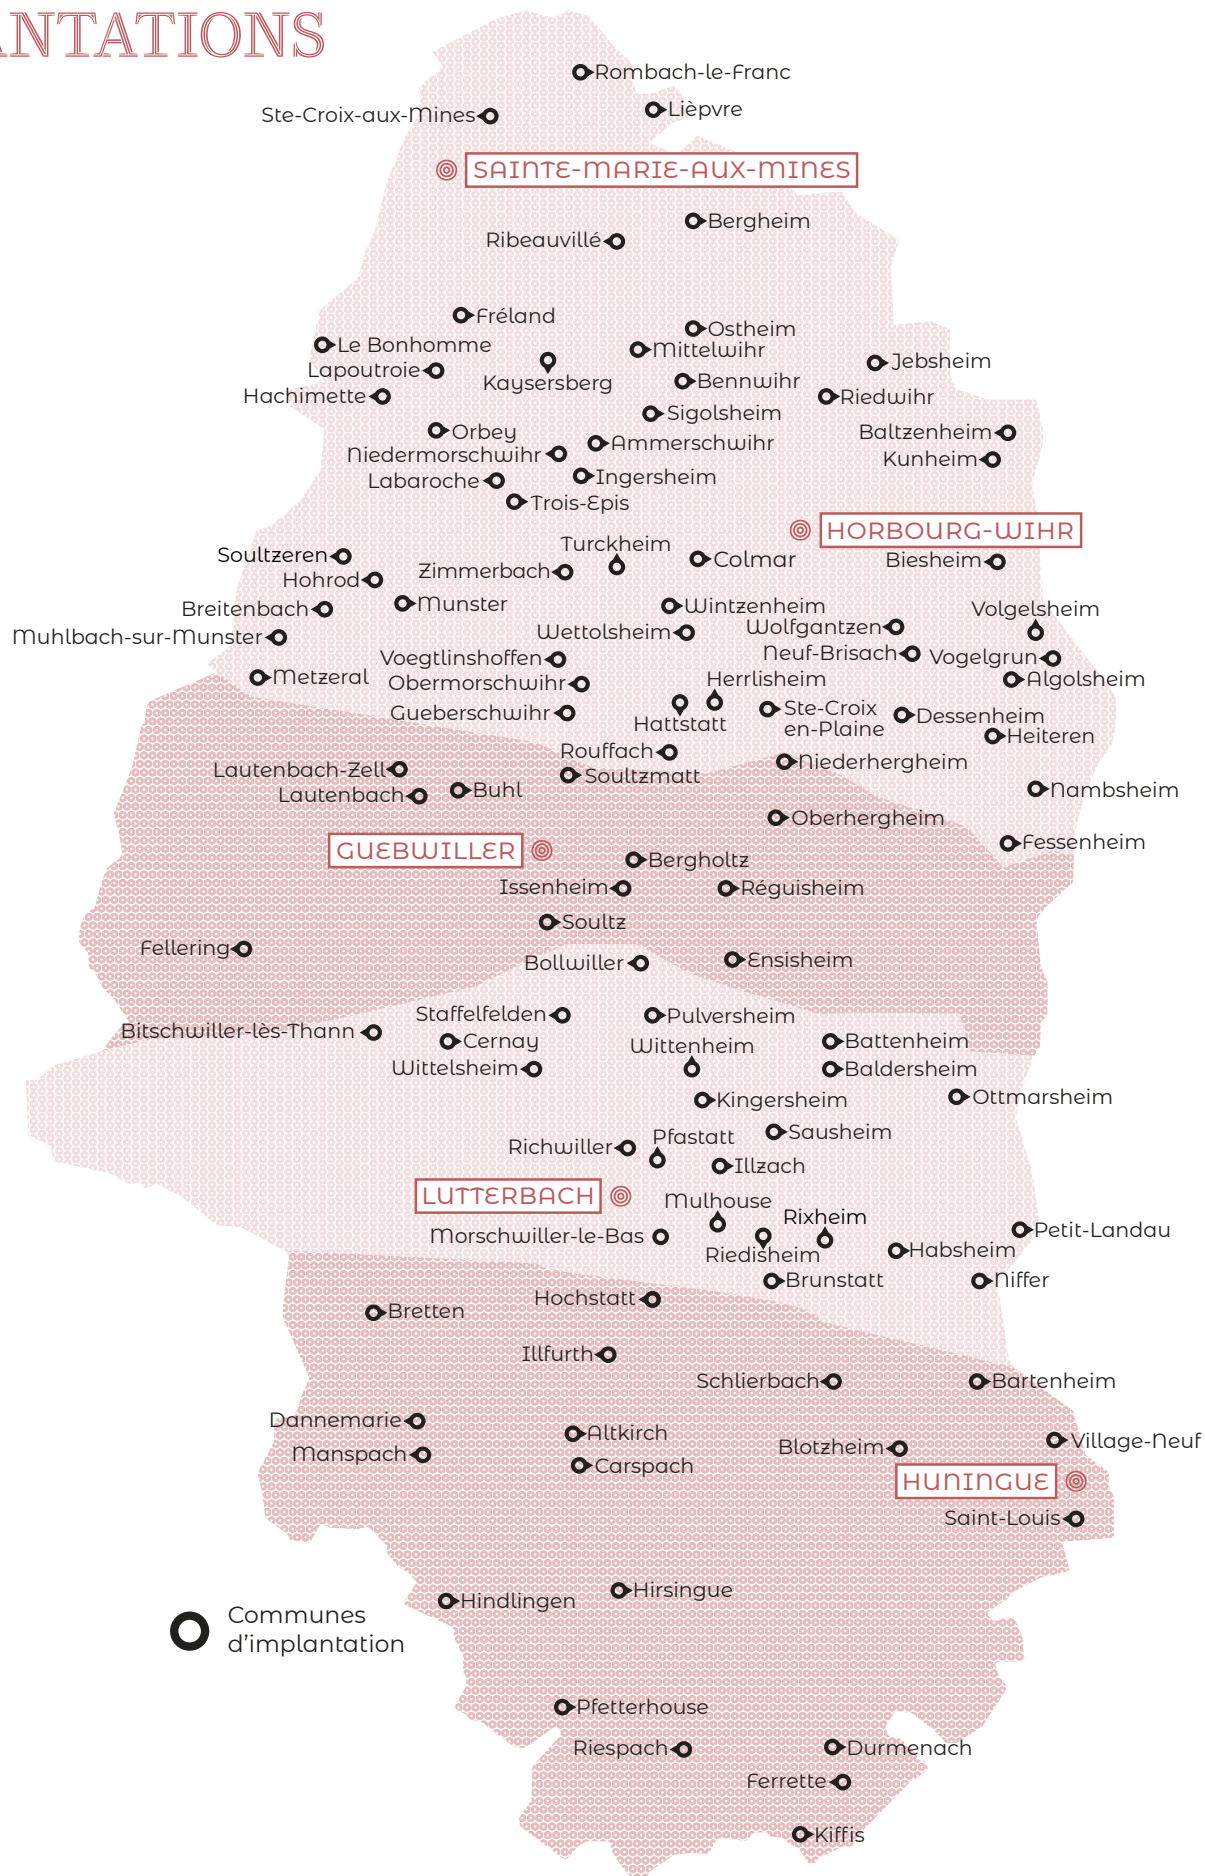 ANTATIONS
Rombach-le-Franc
Lièpvre
Ste-Croix-aux-Mines
SAINTE-MARIE-AUX-MINES
Bergheim
Ribeauvillé
Fréland
Ostheim
Le Bonhomme
Mittelwihr
Jebsheim
Lapoutroie
Kaysersberg
Bennwihr
Hachimette
Riedwihr
Sigolsheim
Orbey
Baltzenheim
Ammerschwihr
Niedermorschwihr
Kunheim
Labaroche
Ingersheim
Trois-Epis
HORBOURG-WIHR
Turckheim
Soultzeren
Colmar
Biesheim
Zimmerbach
Hohrod
Munster
Breitenbach
Wintzenheim
Volgelsheim
Muhlbach-sur-Munster
Wettolsheim
Wolfgantzen
Neuf-Brisach
Vogelgrun
Voegtlinshoffen
Metzeral
Herrlisheim
Algolsheim
Obermorschwihr
Gueberschwihr
Hattstatt
Ste-Croix
en-Plaine
Dessenheim
Heiteren
Rouffach
Niederhergheim
Lautenbach-Zell
Soultzmatt
Lautenbach
Buhl
Nambsheim
Oberhergheim
Fessenheim
GUEBWILLER
Bergholtz
Issenheim
Réguisheim
Soultz
Fellering
Bollwiller
Ensisheim
Staffelfelden
Pulversheim
Bitschwiller-lès-Thann
Cernay
Wittenheim
Battenheim
Wittelsheim
Baldersheim
Kingersheim
Ottmarsheim
Sausheim
Richwiller
Pfastatt
Illzach
LUTTERBACH
Mulhouse
Rixheim
Morschwiller-le-Bas
Petit-Landau
Riedisheim
Habsheim
Brunstatt
Niffer
Hochstatt
Bretten
Illfurth
Schlierbach
Bartenheim
Dannemarie
Altkirch
Village-Neuf
Manspach
Blotzheim
Carspach
HUNINGUE
Saint-Louis
Hirsingue
Hindlingen
Communes
d'implantation
Pfetterhouse
Riespach
Durmenach
Ferrette
Kiffis